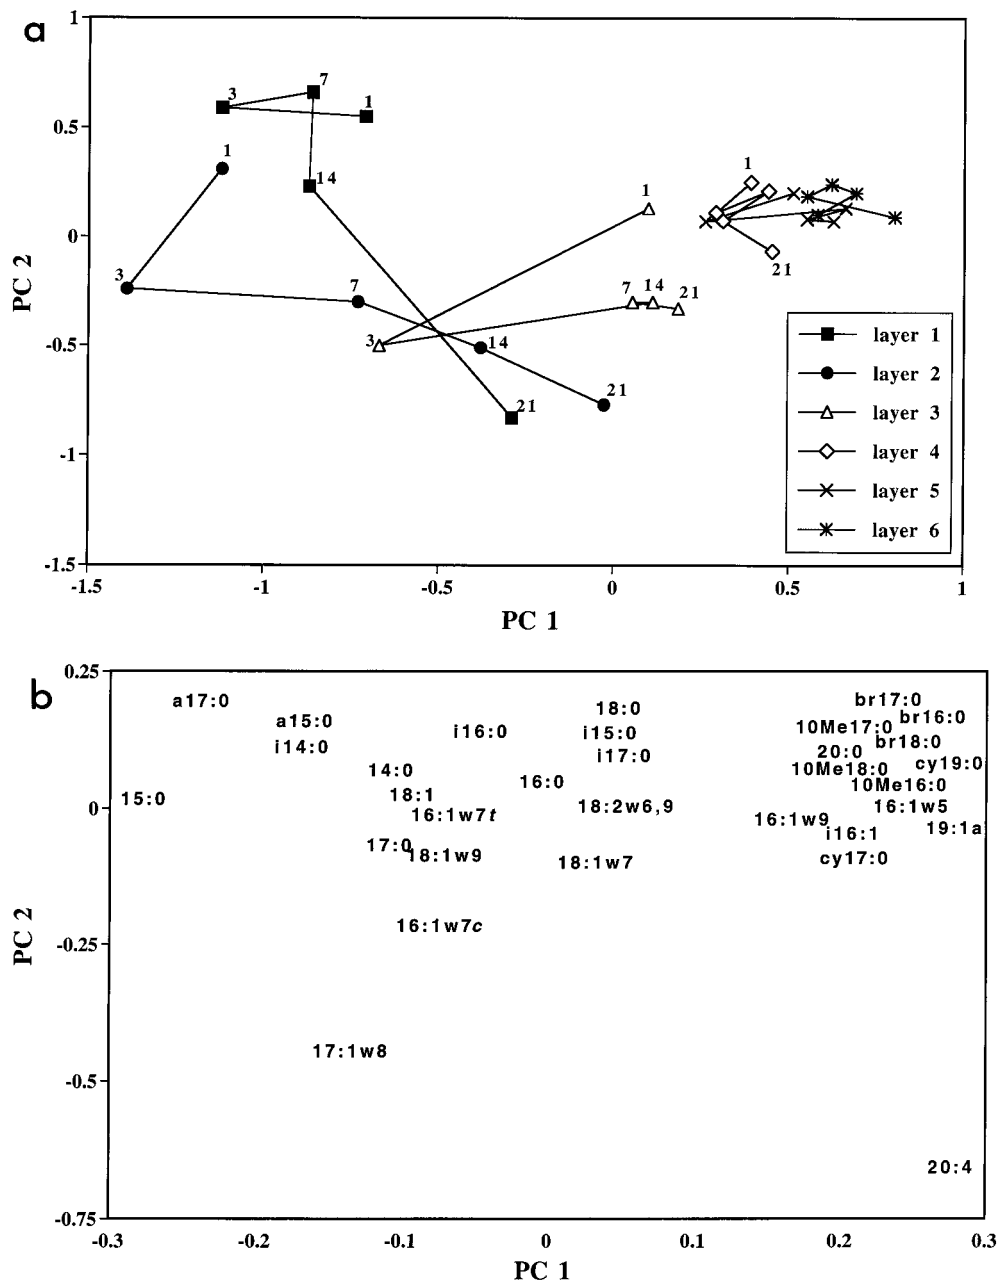 a
1
7
3
1
0.5
1
1
14
1
0
3
7
7 14 21
21
-0.5
3
14
21
21
layer 1
layer 2
layer 3
layer 4
layer 5
layer 6
-1
-1.5
PC 2
-1.5 -1 -0.5 0 0.5 1
PC 1
b
0.25
a17:0
br17:0
18:0
br16:0
a15:0
10Me17:0
i16:0
i15:0
br18:0
i14:0
20:0
i17:0
cy19:0
14:0
10Me18:0
16:0
10Me16:0
18:1
15:0
0
18:2w6,9
16:1w5
16:1w7t
16:1w9
19:1a
i16:1
17:0
18:1w9
18:1w7
cy17:0
16:1w7c
-0.25
17:1w8
-0.5
20:4
-0.75
PC 2
-0.3 -0.2 -0.1 0 0.1 0.2 0.3
PC 1